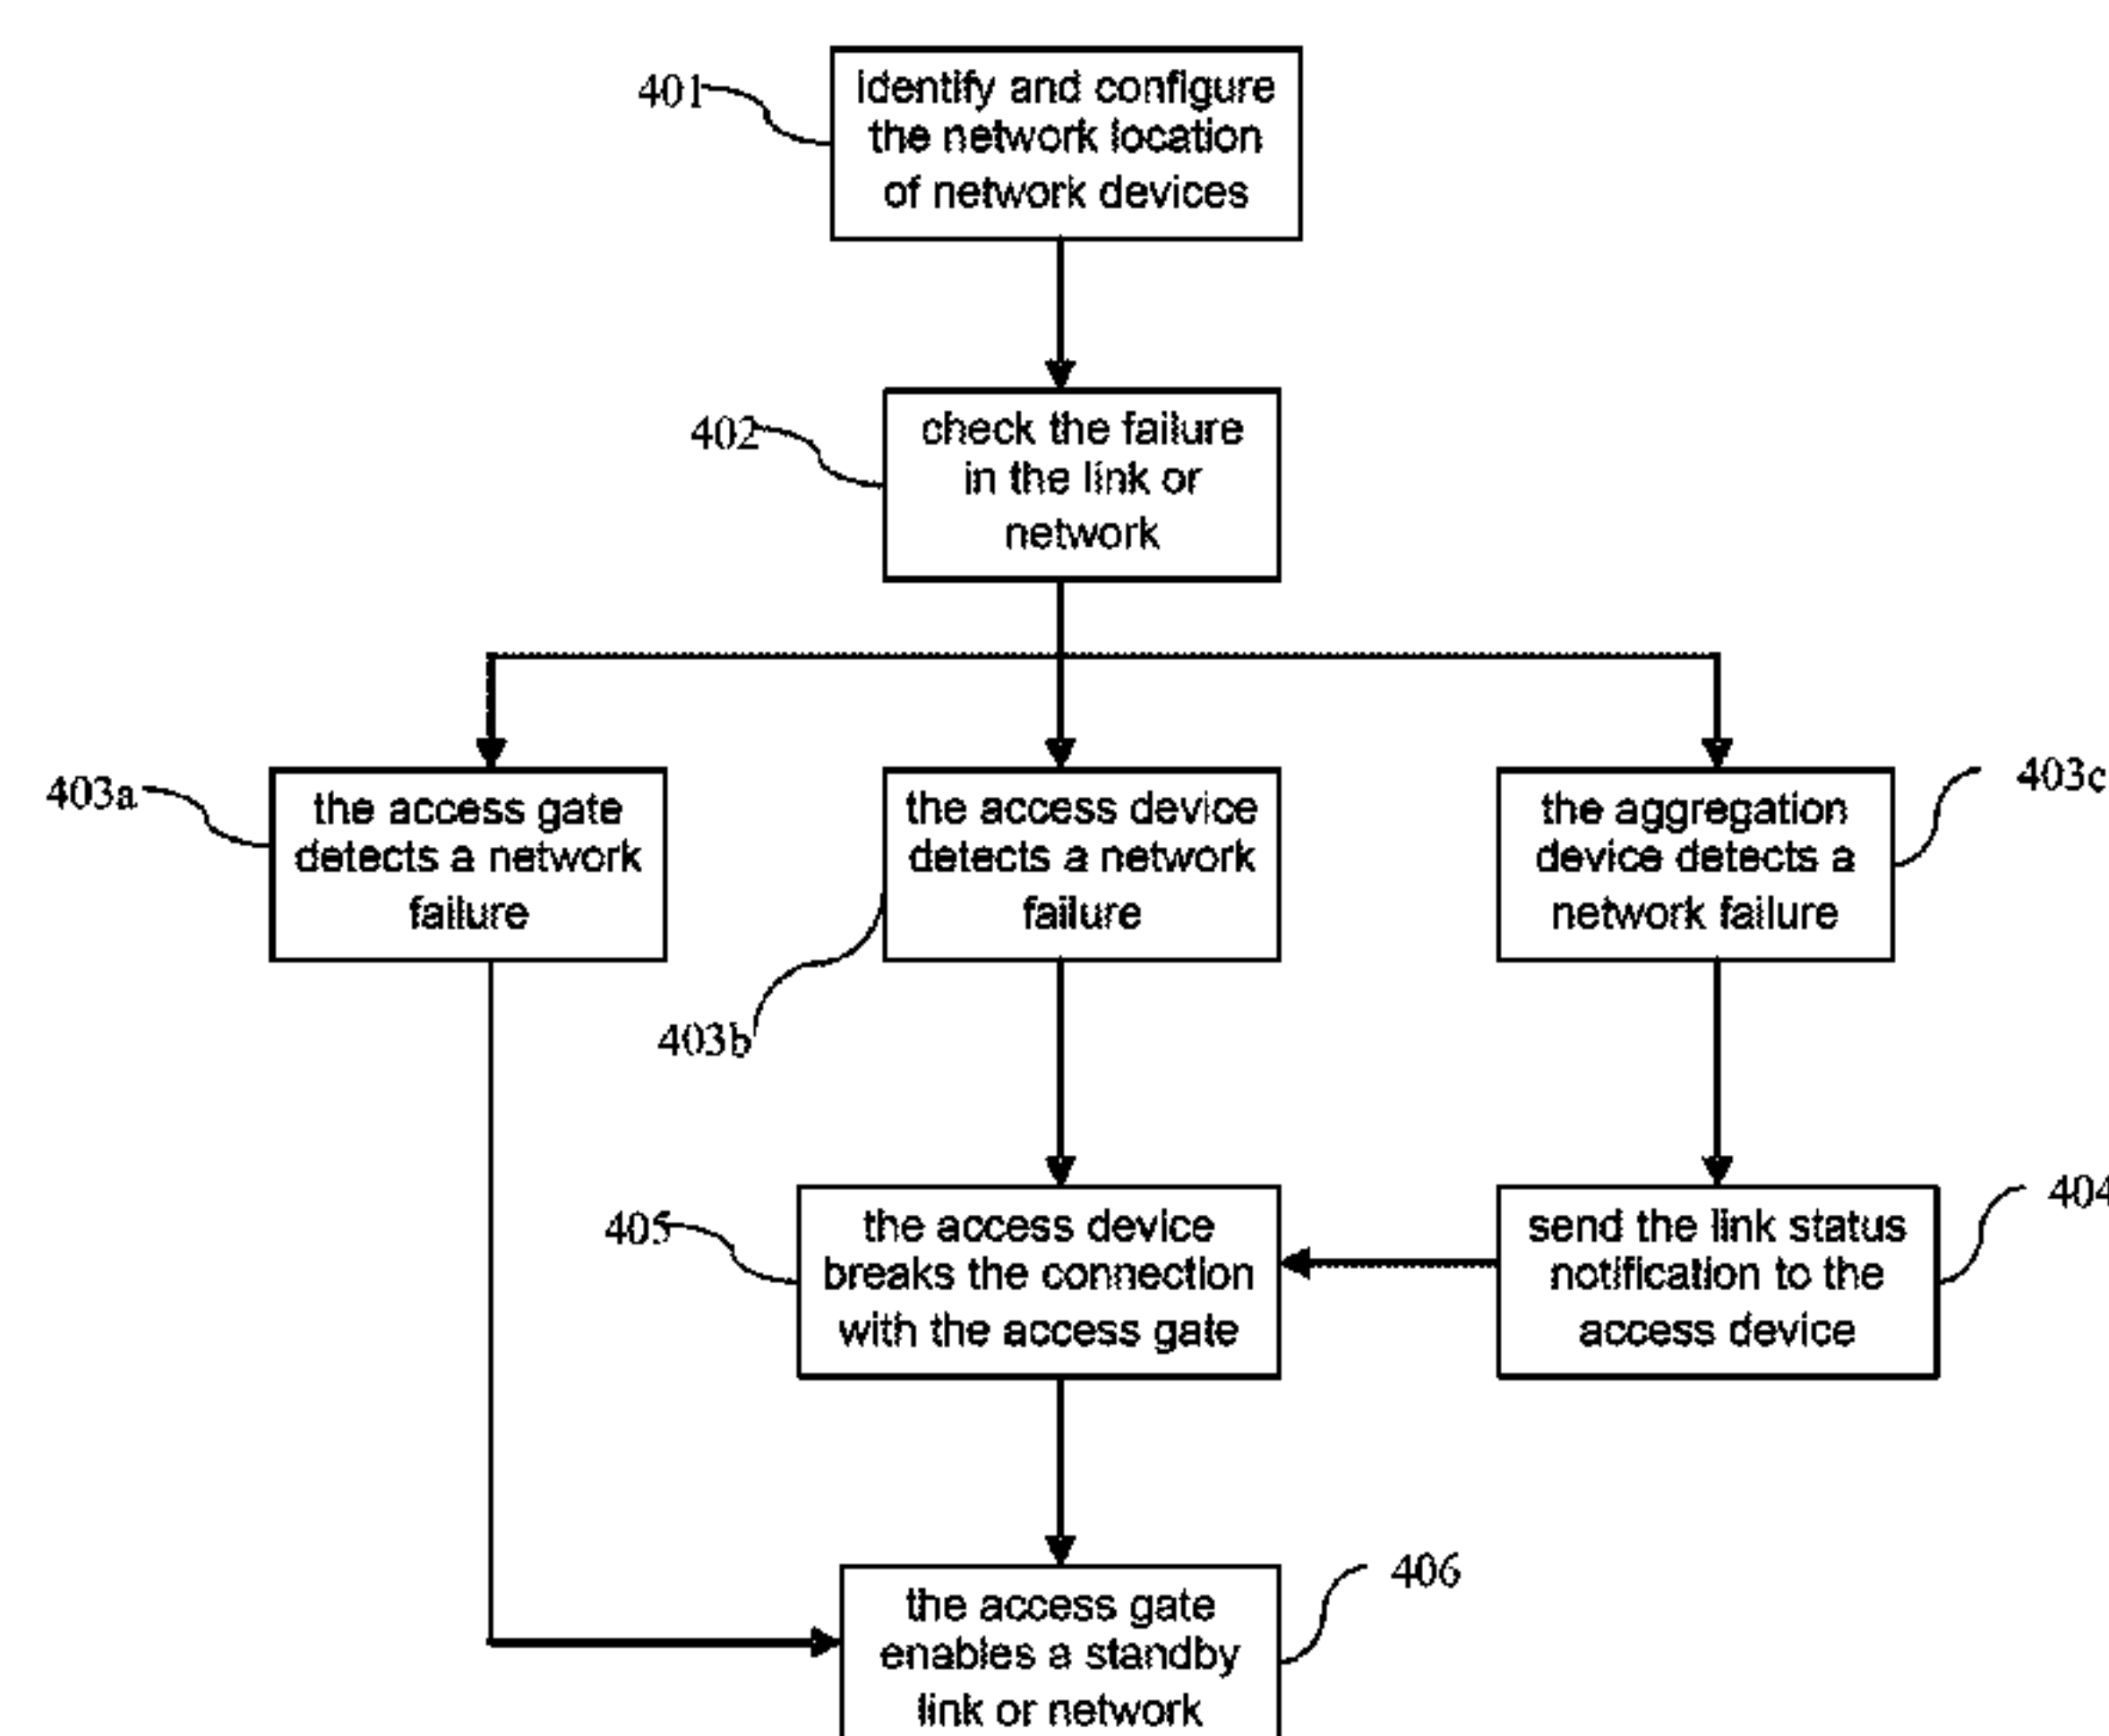 401
identify and configure
the network location
of network devices
402
check the failure
in the link or
network
403a
the access gate
detects a network
failure
403b
the access device
detects a network
failure
403c
the aggregation
device detects a
network failure
405
the access device
breaks the connection
with the access gate
404
send the link status
notification to the
access device
406
the access gate
enables a standby
link or network